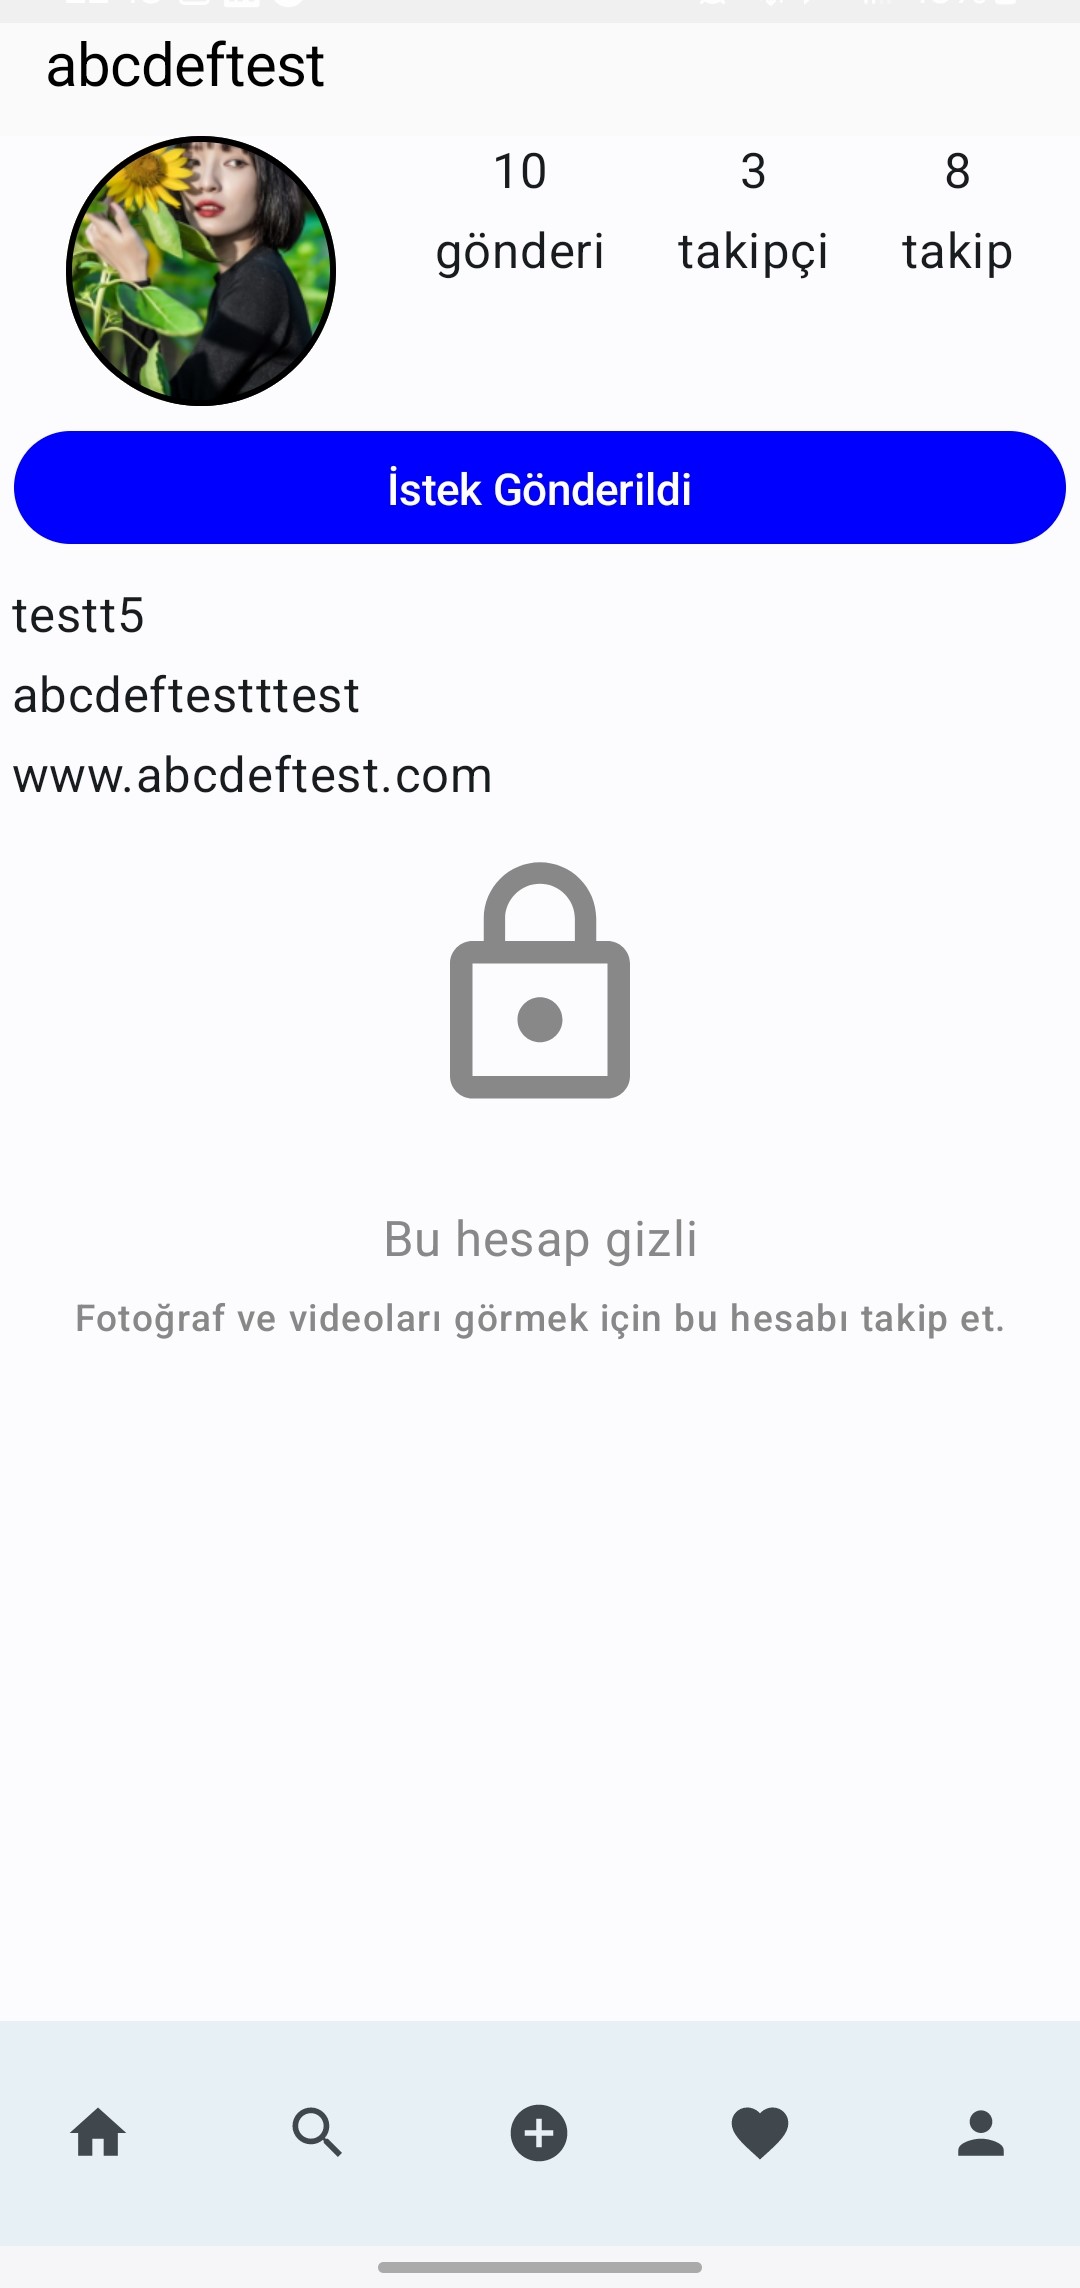 abcdeftest
10 3 8
gönderi takipçi takip
İstek Gönderildi
testt5
abcdeftestttest
www.abcdeftest.com
Bu hesap gizli
Fotoğraf ve videoları görmek için bu hesabı takip et.